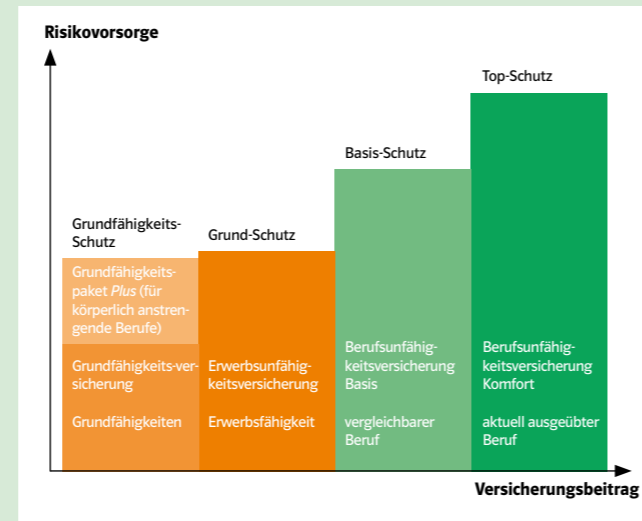 Risikovorsorge
Top-Schutz
Basis-Schutz
Grundfähigkeits-
Schutz
Grund-Schutz
Grundfähigkeits-
paket Plus (für
körperlich anstren-
gende Berufe)
Grundfähigkeits-ver-
sicherung
Grundfähigkeiten
Erwerbsunfähig-
keitsversicherung
Erwerbsfähigkeit
Berufsunfähig-
keitsversicherung
Basis
vergleichbarer
Beruf
Berufsunfähig-
keitsversicherung
Komfort
aktuell ausgeübter
Beruf
Versicherungsbeitrag